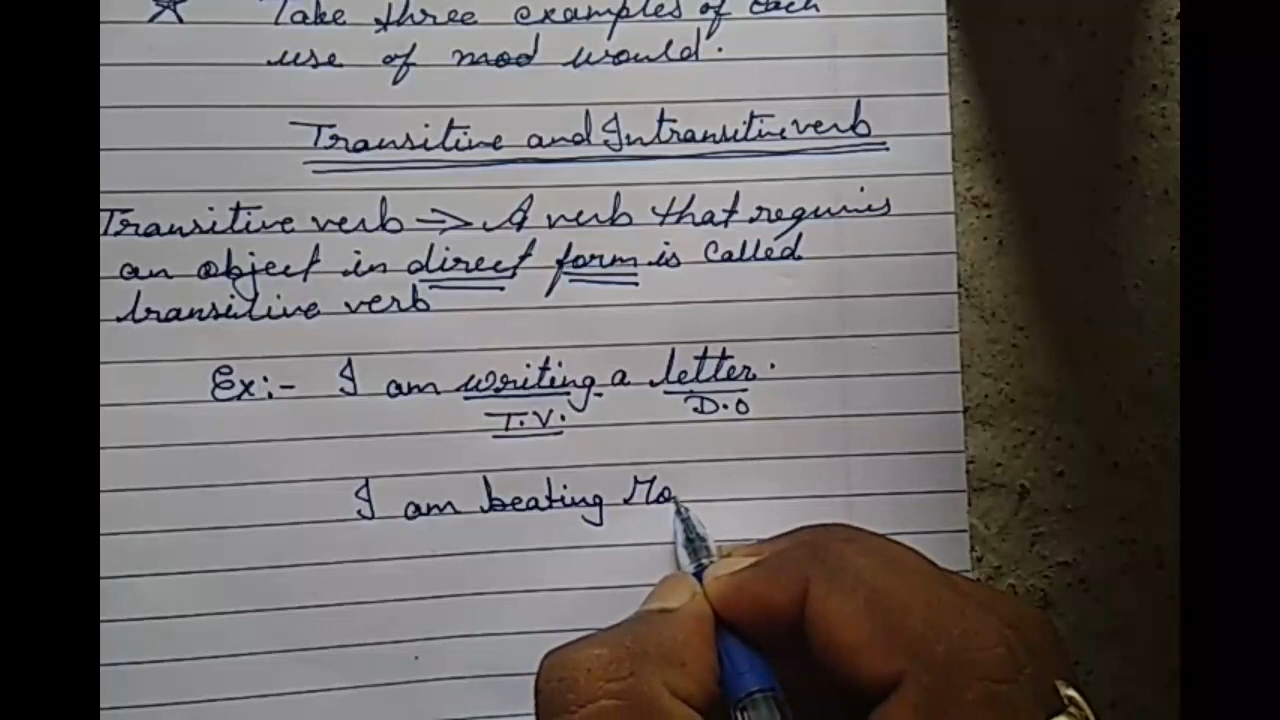 Take three examples of each
use of mod would.
Transitive and Intransitive verb
Transitive verb ⇒ A verb that requires
an object in direct form is called
transitive verb
Ex:- I am writing a letter.
T.V. D.O
I am beating Mo